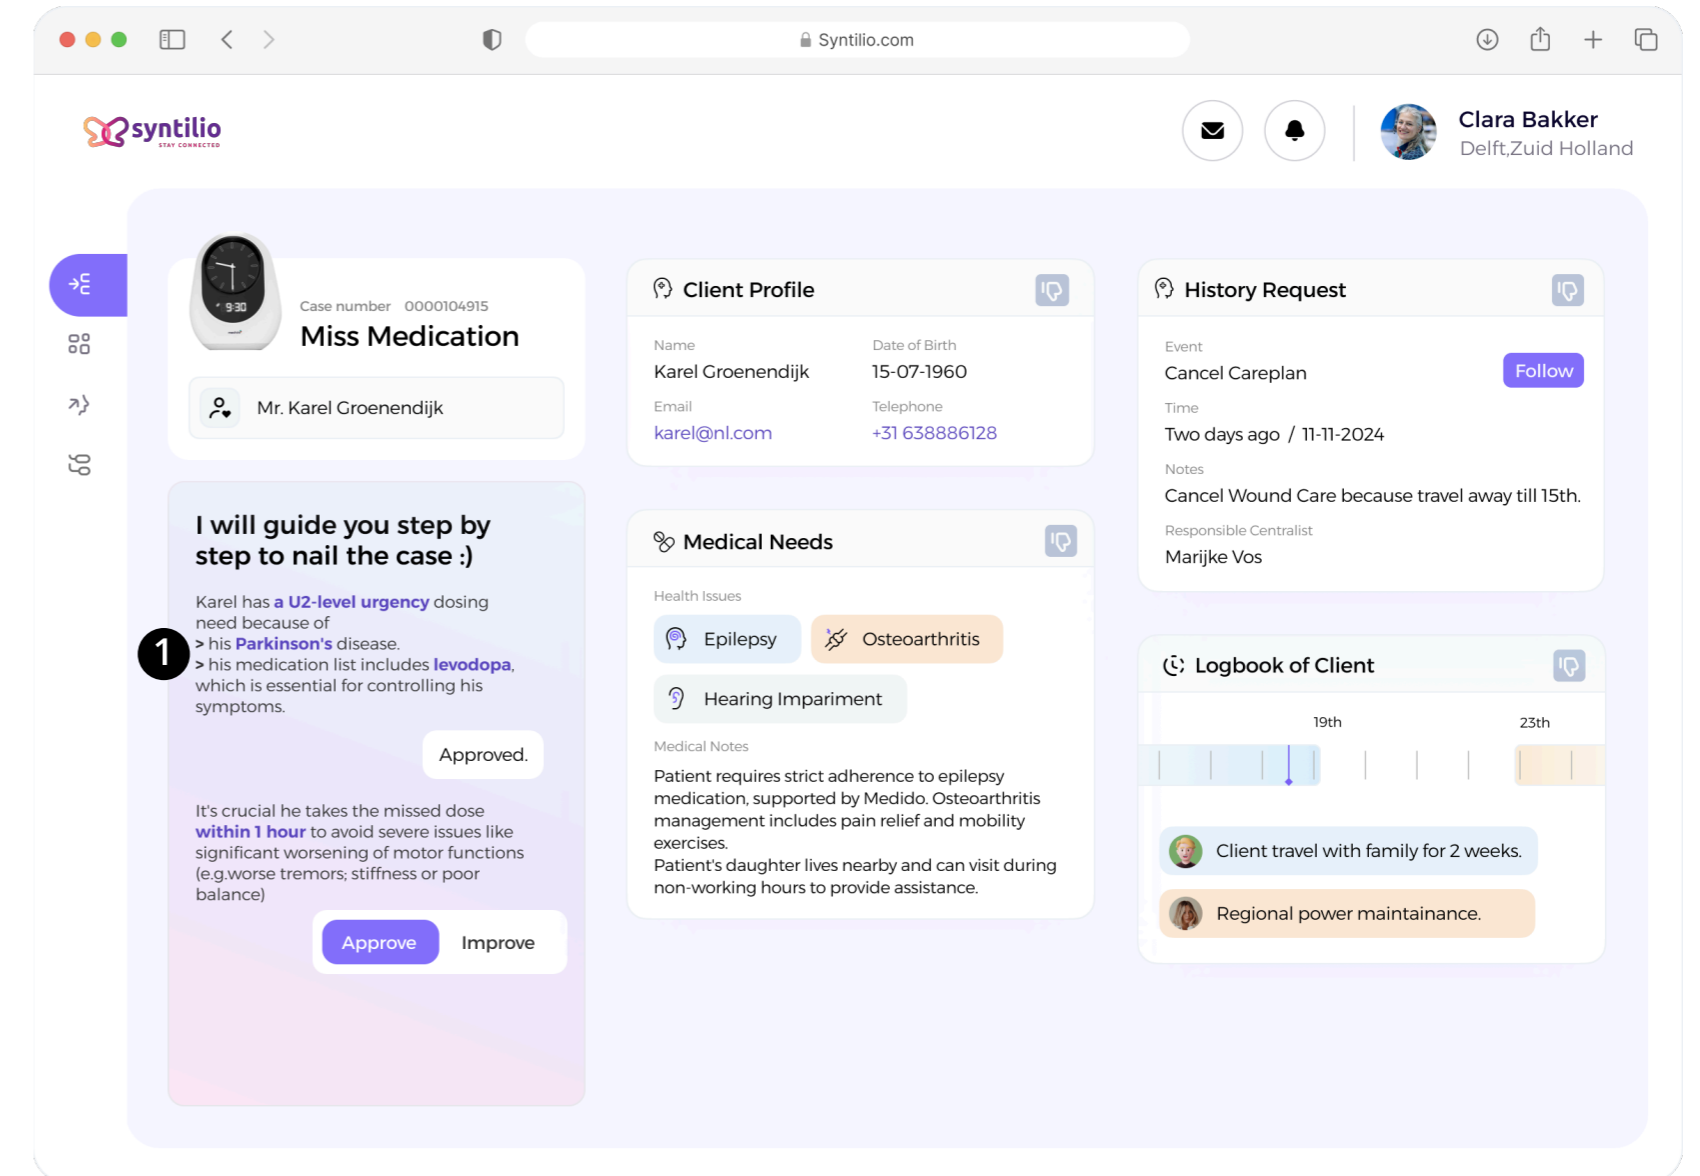 Syntilio.com
syntilio
STAY CONNECTED
Clara Bakker
Delft,Zuid Holland
9:30
Case number 0000104915
Miss Medication
Mr. Karel Groenendijk
I will guide you step by
step to nail the case :)
Karel has a U2-level urgency dosing
need because of
> his Parkinson's disease.
1
> his medication list includes levodopa,
which is essential for controlling his
symptoms.
Approved.
It's crucial he takes the missed dose
within 1 hour to avoid severe issues like
significant worsening of motor functions
(e.g.worse tremors; stiffness or poor
balance)
Approve Improve
Client Profile
Name Date of Birth
Karel Groenendijk 15-07-1960
Email Telephone
karel@nl.com +31 638886128
Medical Needs
Health Issues
Epilepsy Osteoarthritis
Hearing Impariment
Medical Notes
Patient requires strict adherence to epilepsy
medication, supported by Medido. Osteoarthritis
management includes pain relief and mobility
exercises.
Patient's daughter lives nearby and can visit during
non-working hours to provide assistance.
History Request
Event
Cancel Careplan
Follow
Time
Two days ago / 11-11-2024
Notes
Cancel Wound Care because travel away till 15th.
Responsible Centralist
Marijke Vos
Logbook of Client
19th 23th
Client travel with family for 2 weeks.
Regional power maintainance.